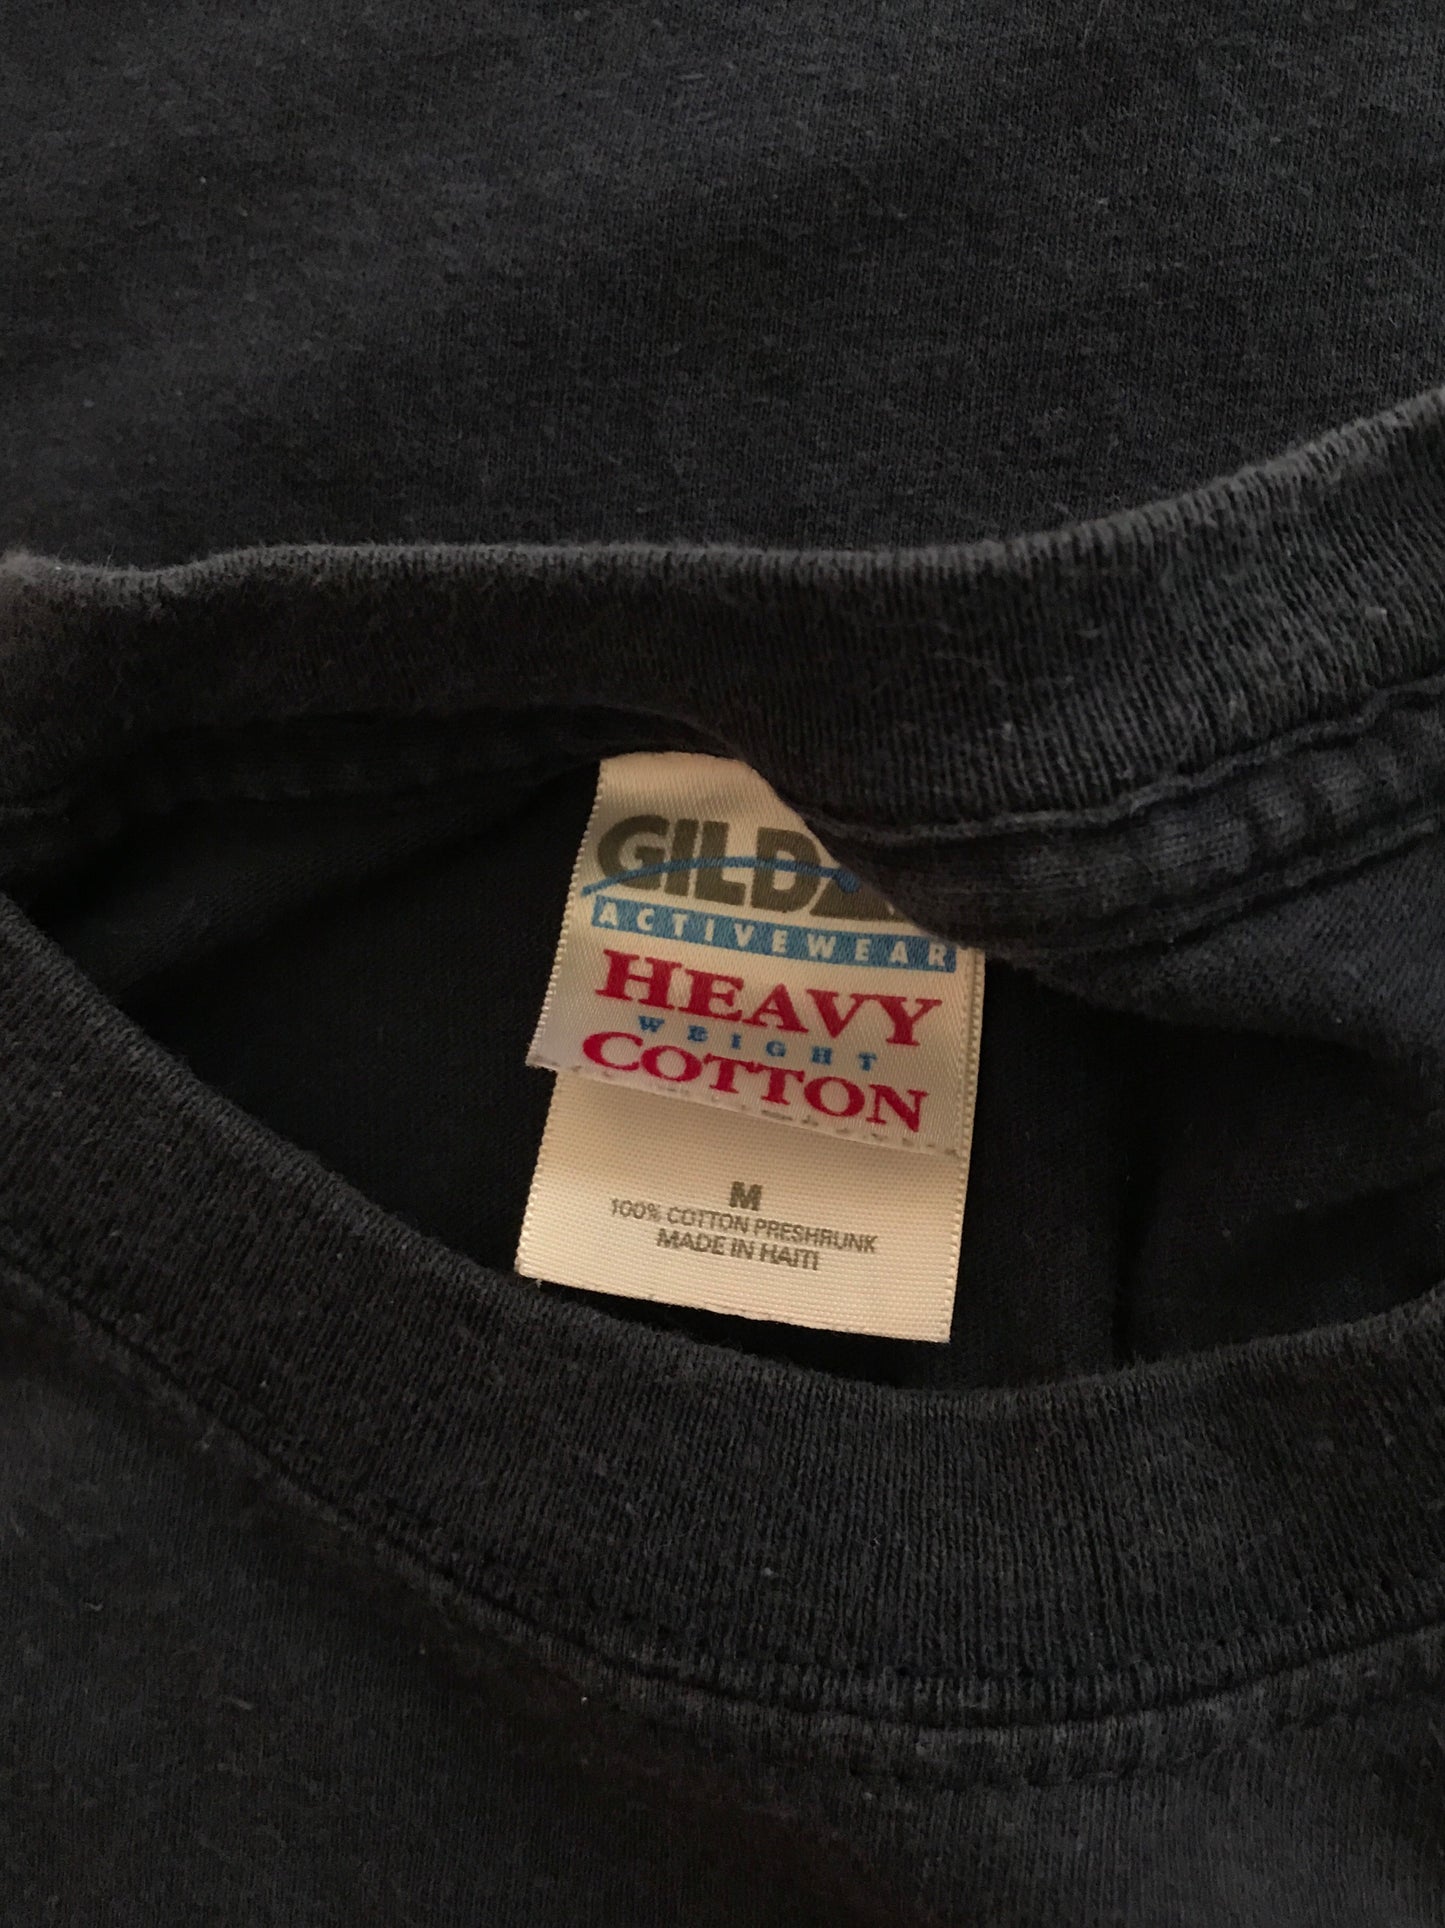 GILD
ACTIVEWEAR
HEAVY
WEIGHT
COTTON
M
100% COTTON PRESHRUNK
MADE IN HAITI